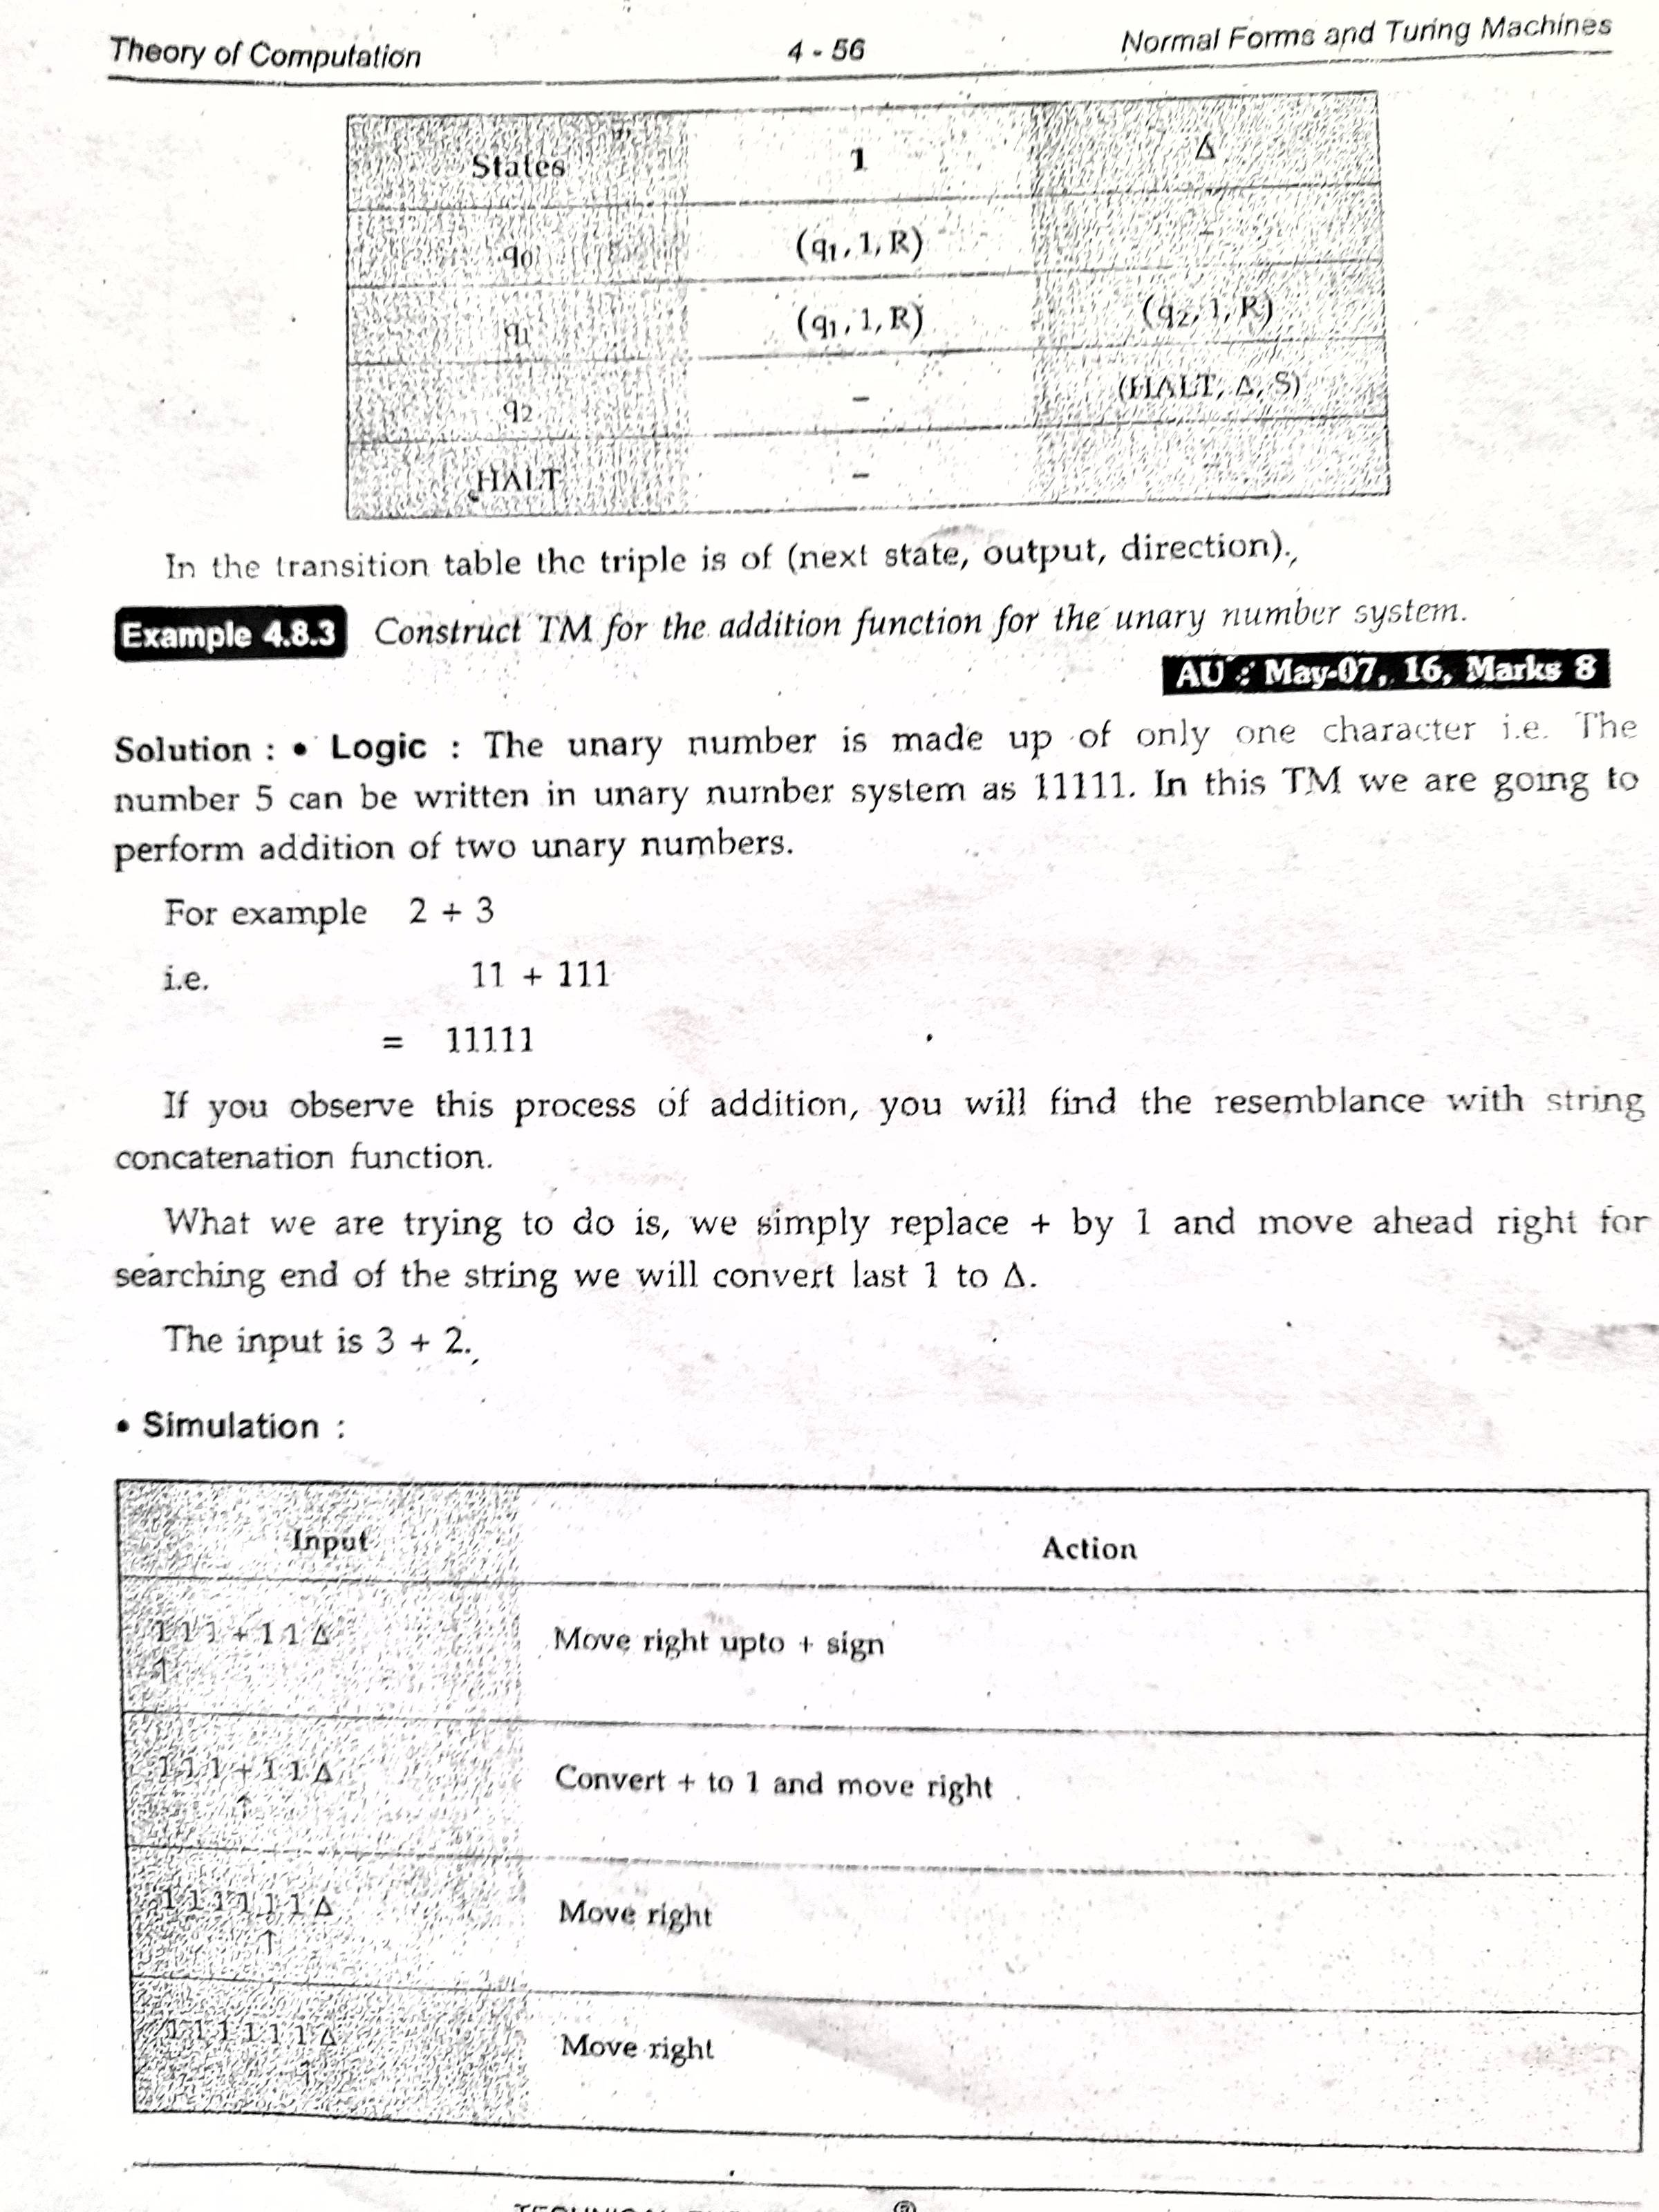 Theory of Computation 4 - 56 Normal Forms and Turing Machines
States 1 Δ
q0 (q1, 1, R) -
q1 (q1, 1, R) (q2, 1, R)
q2 - (HALT, Δ, S)
HALT -
In the transition table the triple is of (next state, output, direction).
Example 4.8.3 Construct TM for the addition function for the unary number system.
AU : May-07, 16, Marks 8
Solution : • Logic : The unary number is made up of only one character i.e. The
number 5 can be written in unary number system as 11111. In this TM we are going to
perform addition of two unary numbers.
For example 2 + 3
i.e. 11 + 111
= 11111
If you observe this process of addition, you will find the resemblance with string
concatenation function.
What we are trying to do is, we simply replace + by 1 and move ahead right for
searching end of the string we will convert last 1 to Δ.
The input is 3 + 2.
• Simulation :
Input Action
1 1 1 + 1 1 Δ Move right upto + sign
↑
1 1 1 + 1 1 Δ Convert + to 1 and move right
↑
1 1 1 1 1 1 Δ Move right
↑
1 1 1 1 1 1 Δ Move right
↑